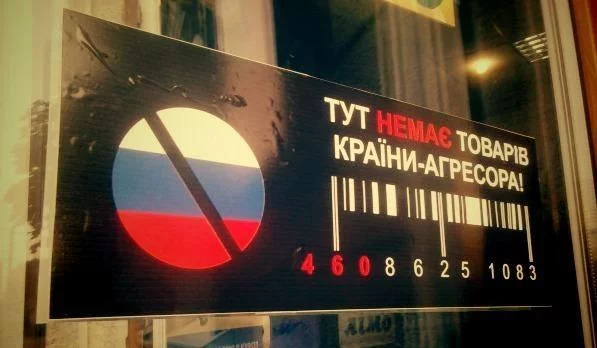 ТУТ НЕМАЄ ТОВАРІВ
КРАЇНИ-АГРЕСОРА!
4 6 0 8 6 2 5 1 0 8 3